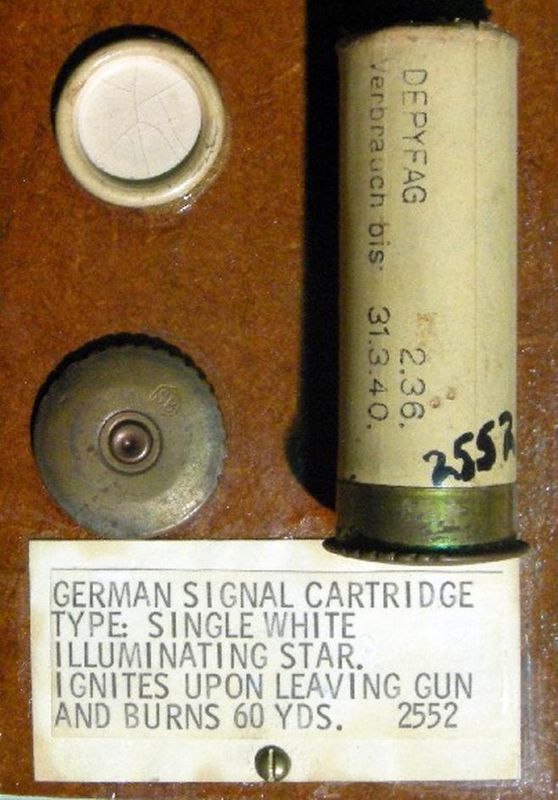 DEPYFAG 2.36.
Verbrauch bis: 31.3.40.
2552
GERMAN SIGNAL CARTRIDGE
TYPE: SINGLE WHITE
ILLUMINATING STAR.
IGNITES UPON LEAVING GUN
AND BURNS 60 YDS. 2552